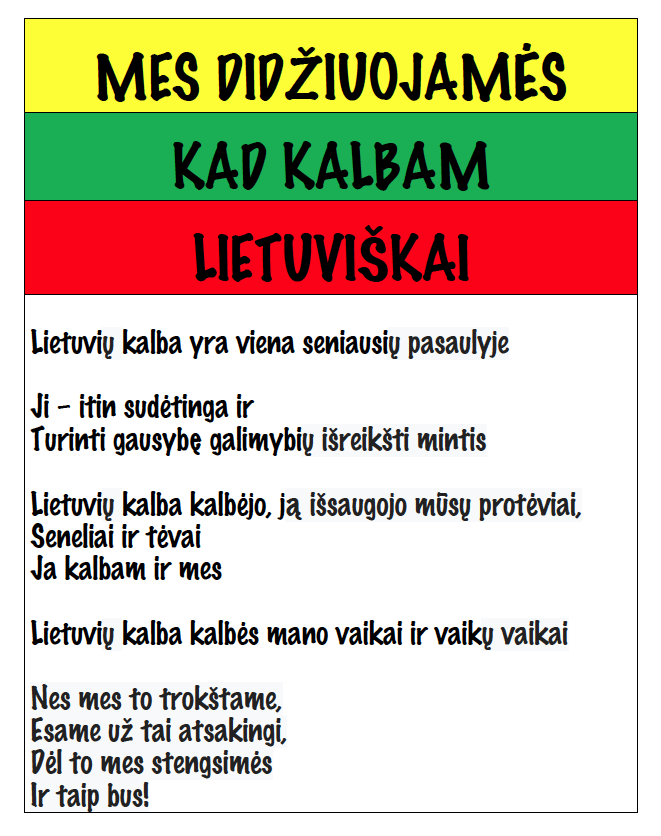 MES DIDŽIUOJAMĖS
KAD KALBAM
LIETUVIŠKAI
Lietuvių kalba yra viena seniausių pasaulyje
Ji – itin sudėtinga ir
Turinti gausybę galimybių išreikšti mintis
Lietuvių kalba kalbėjo, ją išsaugojo mūsų protėviai,
Seneliai ir tėvai
Ja kalbam ir mes
Lietuvių kalba kalbės mano vaikai ir vaikų vaikai
Nes mes to trokštame,
Esame už tai atsakingi,
Dėl to mes stengsimės
Ir taip bus!